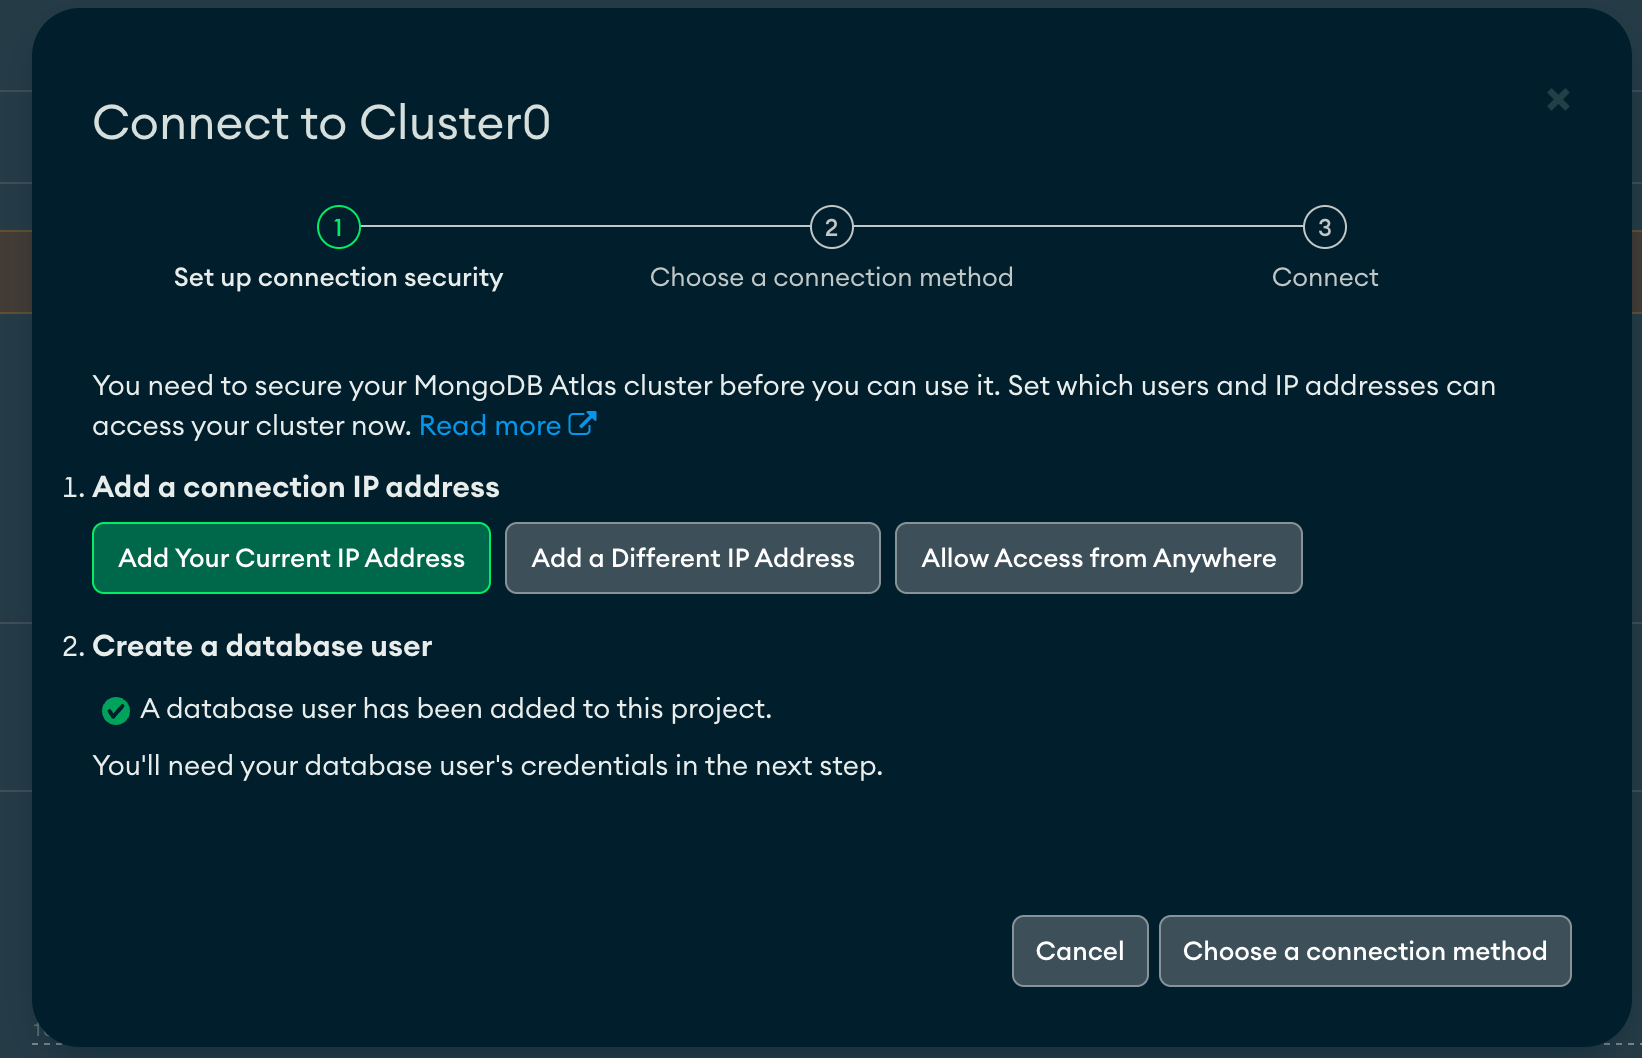 Connect to Cluster0
1
2
3
Set up connection security
Choose a connection method
Connect
You need to secure your MongoDB Atlas cluster before you can use it. Set which users and IP addresses can
access your cluster now. Read more
1. Add a connection IP address
Add Your Current IP Address
Add a Different IP Address
Allow Access from Anywhere
2. Create a database user
A database user has been added to this project.
You'll need your database user's credentials in the next step.
Cancel
Choose a connection method